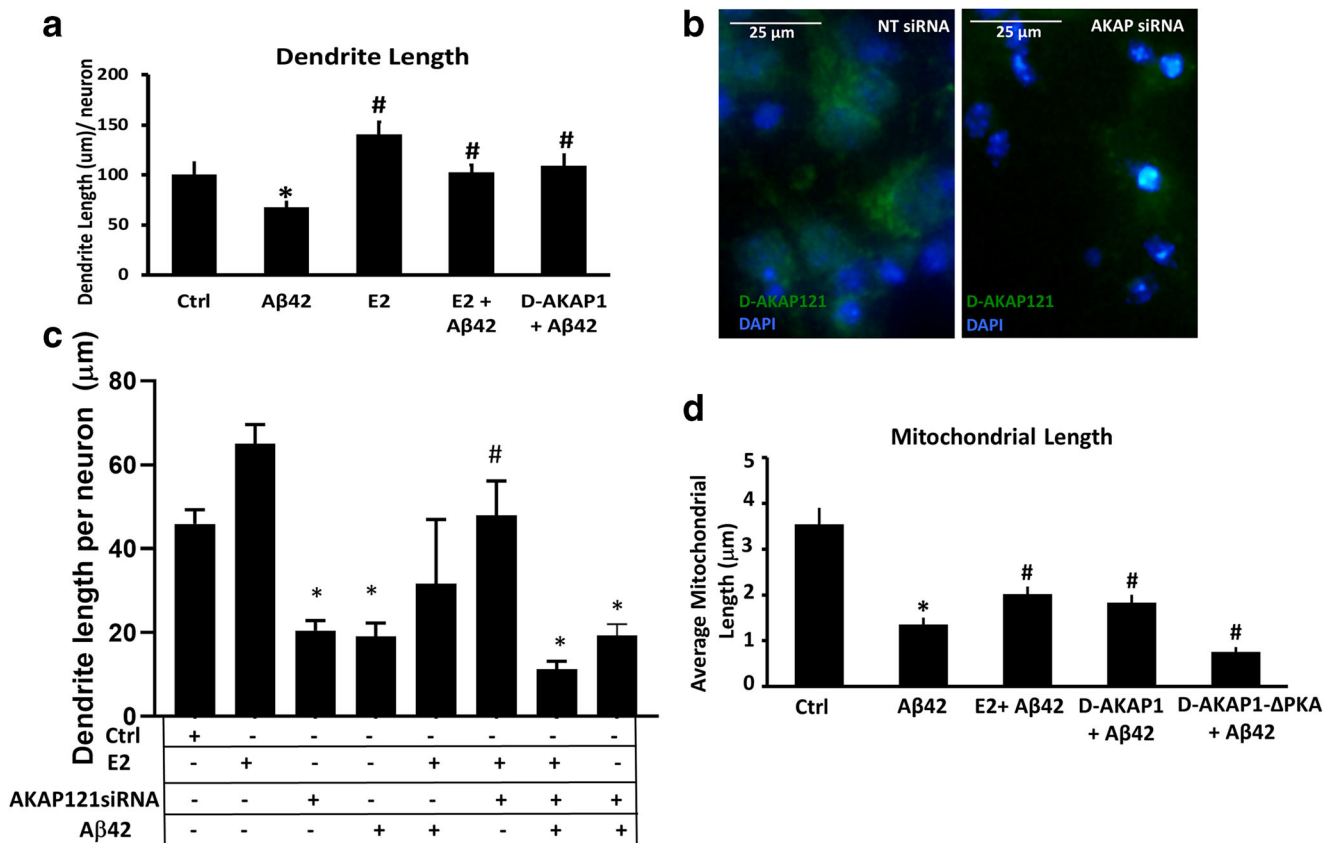 a
Dendrite Length
Dendrite Length (um)/ neuron
200
150
100
50
0
*
#
#
#
Ctrl
Aβ42
E2
E2 +
Aβ42
D-AKAP1
+ Aβ42
b
25 μm
NT siRNA
D-AKAP121
DAPI
25 μm
AKAP siRNA
D-AKAP121
DAPI
c
Dendrite length per neuron (μm)
80
60
40
20
0
*
*
#
*
*
Ctrl + - - - - - - -
E2 - + - - + + + -
AKAP121siRNA - - + - - + + +
Aβ42 - - - + + - + +
d
Mitochondrial Length
Average Mitochondrial
Length (μm)
5
4
3
2
1
0
*
#
#
#
Ctrl
Aβ42
E2+ Aβ42
D-AKAP1
+ Aβ42
D-AKAP1-ΔPKA
+ Aβ42